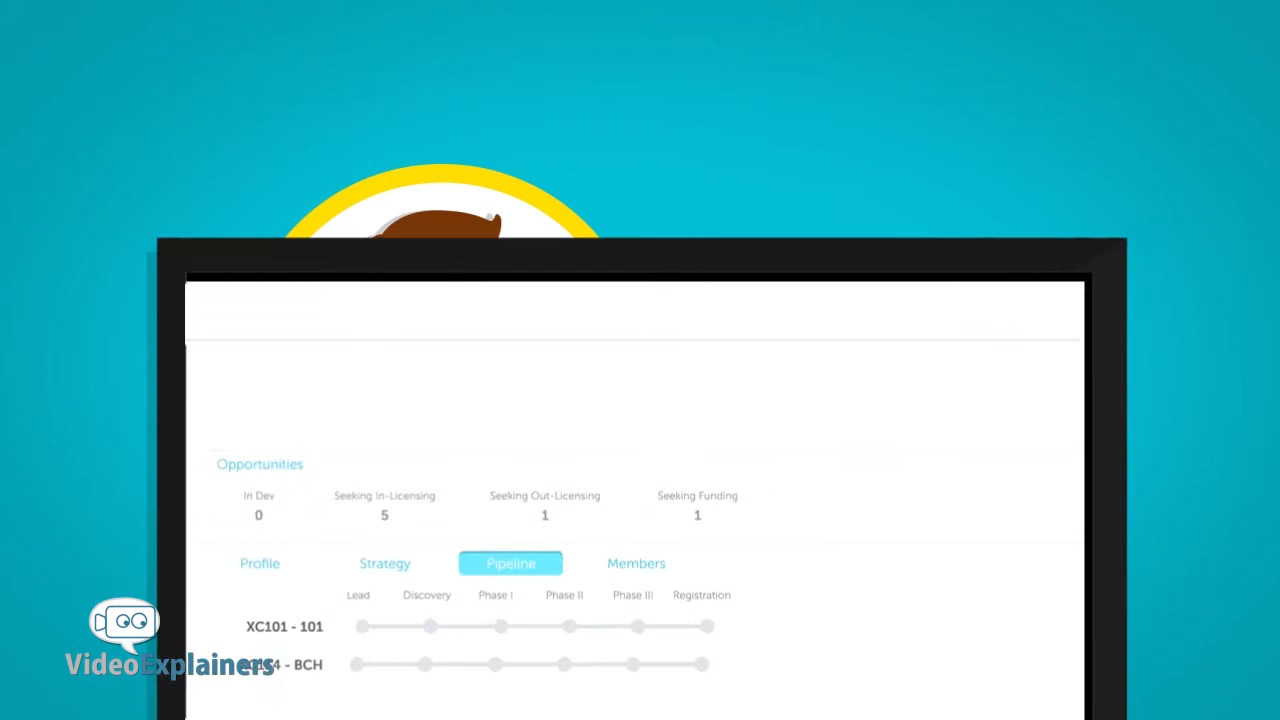 Opportunities
In Dev Seeking In-Licensing Seeking Out-Licensing Seeking Funding
0 5 1 1
Profile Strategy Pipeline Members
Lead Discovery Phase I Phase II Phase III Registration
XC101 - 101
- BCH
VideoExplainers